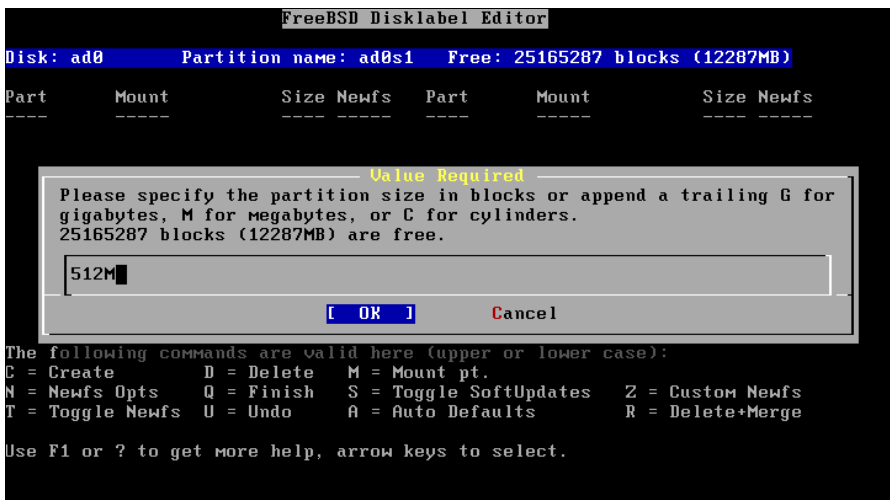 FreeBSD Disklabel Editor
Disk: ad0 Partition name: ad0s1 Free: 25165287 blocks (12287MB)
Part Mount Size Newfs Part Mount Size Newfs
---- ----- ---- ----- ---- ----- ---- -----
Value Required
Please specify the partition size in blocks or append a trailing G for
gigabytes, M for megabytes, or C for cylinders.
25165287 blocks (12287MB) are free.
512M
[ OK ] Cancel
The following commands are valid here (upper or lower case):
C = Create D = Delete M = Mount pt.
N = Newfs Opts Q = Finish S = Toggle SoftUpdates Z = Custom Newfs
T = Toggle Newfs U = Undo A = Auto Defaults R = Delete+Merge
Use F1 or ? to get more help, arrow keys to select.